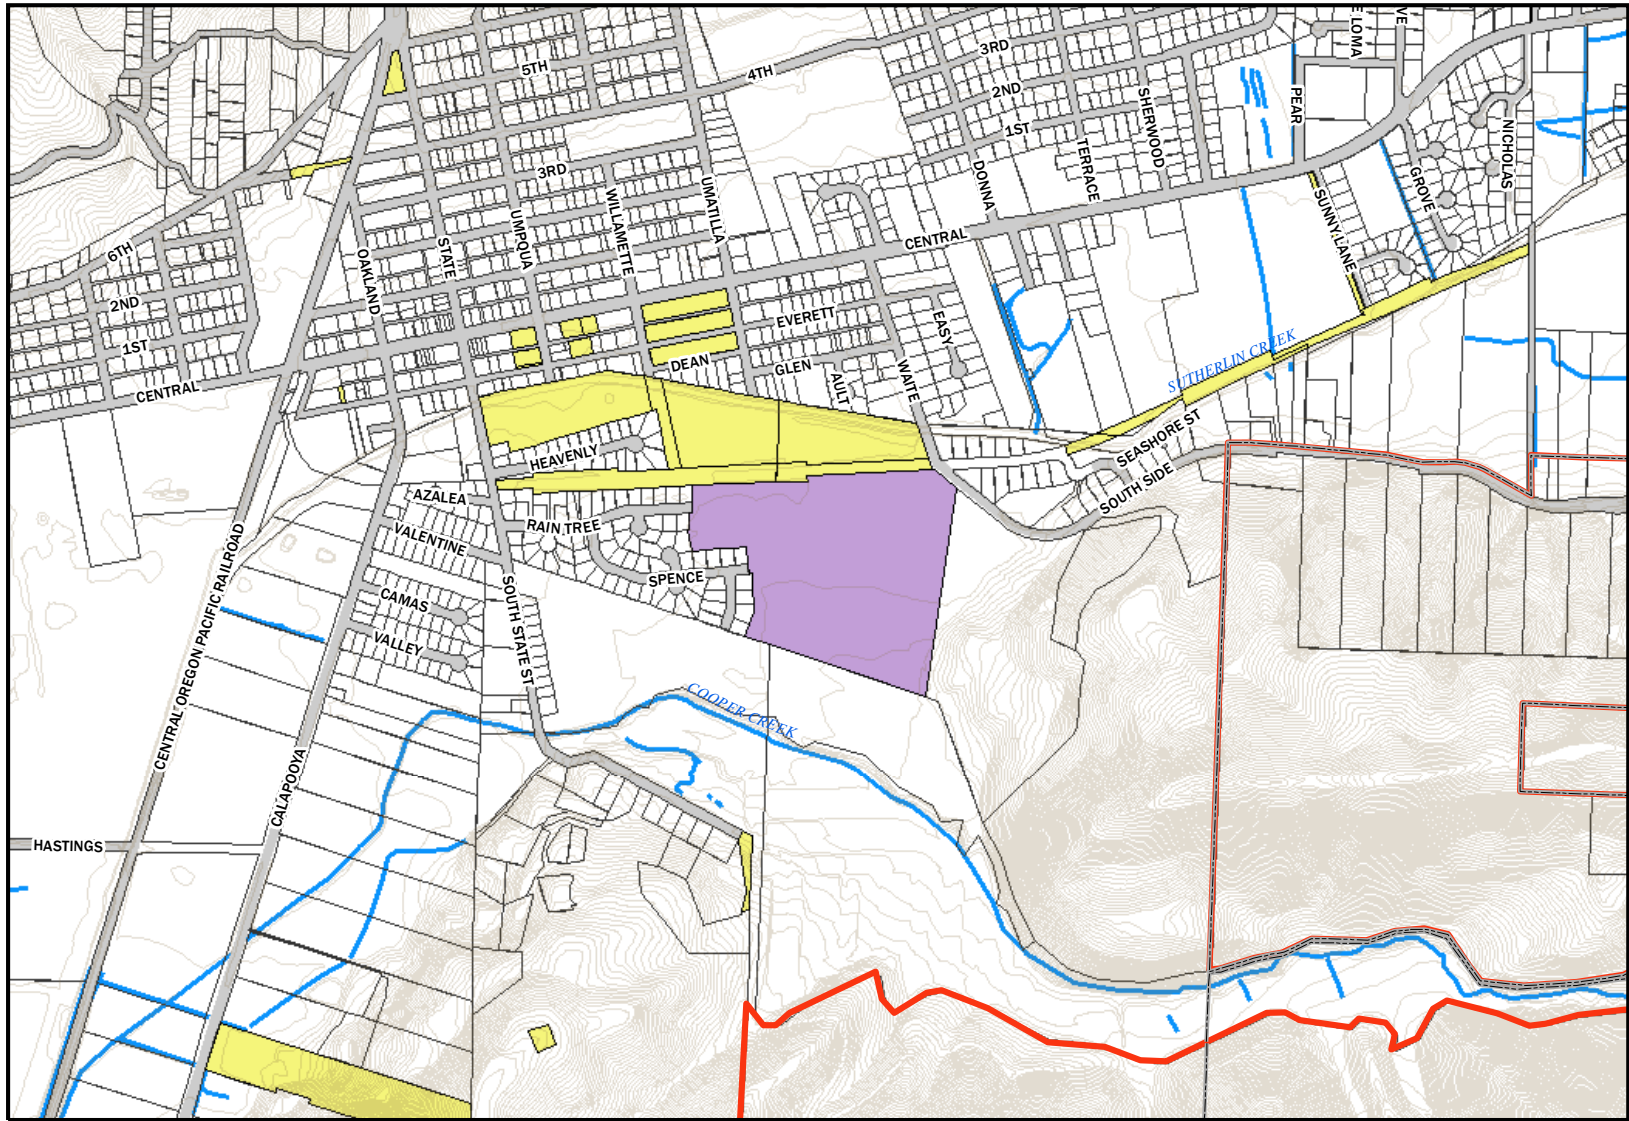 E LOMA
VE
3RD
5TH
4TH
2ND
PEAR
SHERWOOD
1ST
NICHOLAS
TERRACE
3RD
DONNA
GROVE
UMATILLA
WILLAMETTE
UMPQUA
SUNNY LANE
STATE
6TH
CENTRAL
OAKLAND
2ND
EVERETT
EASY
1ST
SUTHERLIN CREEK
DEAN
GLEN
AULT
WAITE
CENTRAL
SEASHORE ST
HEAVENLY
SOUTH SIDE
AZALEA
RAIN TREE
VALENTINE
SPENCE
CAMAS
SOUTH STATE ST
VALLEY
CENTRAL OREGON PACIFIC RAILROAD
COOPER CREEK
CALAPOOYA
HASTINGS